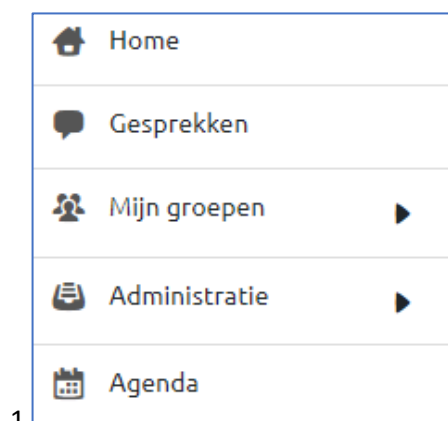 Home
Gesprekken
Mijn groepen
Administratie
Agenda
1